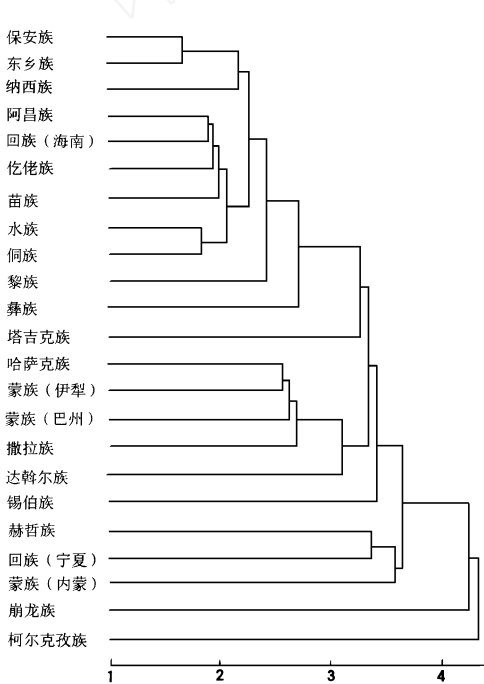 保安族
东乡族
纳西族
阿昌族
回族（海南）
仡佬族
苗族
水族
侗族
黎族
彝族
塔吉克族
哈萨克族
蒙族（伊犁）
蒙族（巴州）
撒拉族
达斡尔族
锡伯族
赫哲族
回族（宁夏）
蒙族（内蒙）
崩龙族
柯尔克孜族
1 2 3 4